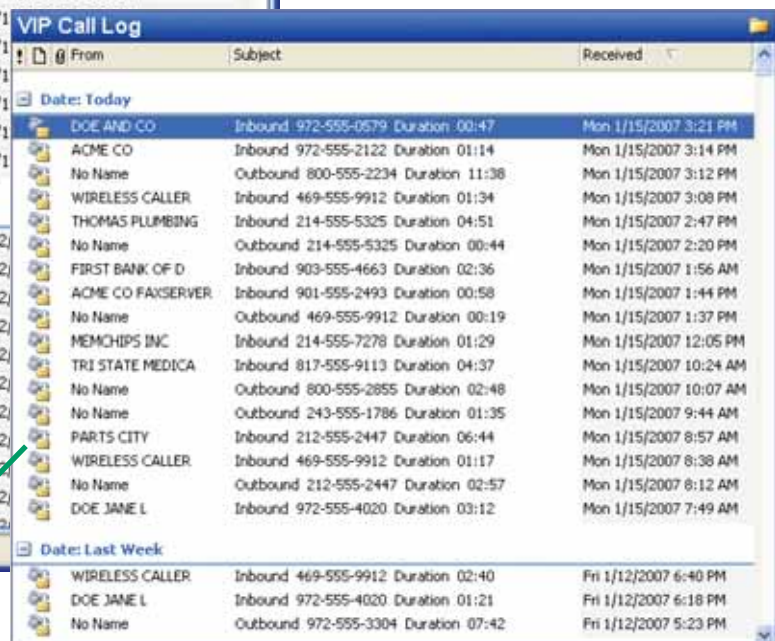 VIP Call Log
! From Subject Received
Date: Today
DOE AND CO Inbound 972-555-0579 Duration 00:47 Mon 1/15/2007 3:21 PM
ACME CO Inbound 972-555-2122 Duration 01:14 Mon 1/15/2007 3:14 PM
No Name Outbound 800-555-2234 Duration 11:38 Mon 1/15/2007 3:12 PM
WIRELESS CALLER Inbound 469-555-9912 Duration 01:34 Mon 1/15/2007 3:08 PM
THOMAS PLUMBING Inbound 214-555-5325 Duration 04:51 Mon 1/15/2007 2:47 PM
No Name Outbound 214-555-5325 Duration 00:44 Mon 1/15/2007 2:20 PM
FIRST BANK OF D Inbound 903-555-4663 Duration 02:36 Mon 1/15/2007 1:56 AM
ACME CO FAXSERVER Inbound 901-555-2493 Duration 00:58 Mon 1/15/2007 1:44 PM
No Name Outbound 469-555-9912 Duration 00:19 Mon 1/15/2007 1:37 PM
MEMCHIPS INC Inbound 214-555-7278 Duration 01:29 Mon 1/15/2007 12:05 PM
TRI STATE MEDICA Inbound 817-555-9113 Duration 04:37 Mon 1/15/2007 10:24 AM
No Name Outbound 800-555-2855 Duration 02:48 Mon 1/15/2007 10:07 AM
No Name Outbound 243-555-1786 Duration 01:35 Mon 1/15/2007 9:44 AM
PARTS CITY Inbound 212-555-2447 Duration 06:44 Mon 1/15/2007 8:57 AM
WIRELESS CALLER Inbound 469-555-9912 Duration 01:17 Mon 1/15/2007 8:38 AM
No Name Outbound 212-555-2447 Duration 02:57 Mon 1/15/2007 8:12 AM
DOE JANE L Inbound 972-555-4020 Duration 03:12 Mon 1/15/2007 7:49 AM
Date: Last Week
WIRELESS CALLER Inbound 469-555-9912 Duration 02:40 Fri 1/12/2007 6:40 PM
DOE JANE L Inbound 972-555-4020 Duration 01:21 Fri 1/12/2007 6:18 PM
No Name Outbound 972-555-3304 Duration 07:42 Fri 1/12/2007 5:23 PM